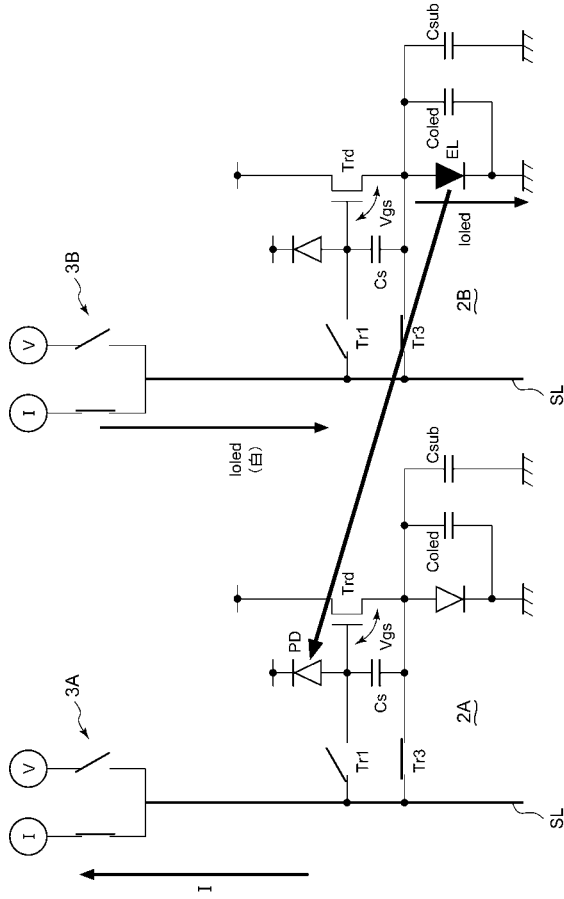 3A
V
I
I
PD
Trd
Vgs
Cs
Tr1
Tr3
Coled
Csub
2A
SL
3B
V
I
Ioled
(白)
Trd
Vgs
Cs
Tr1
Tr3
Coled
Csub
EL
Ioled
2B
SL